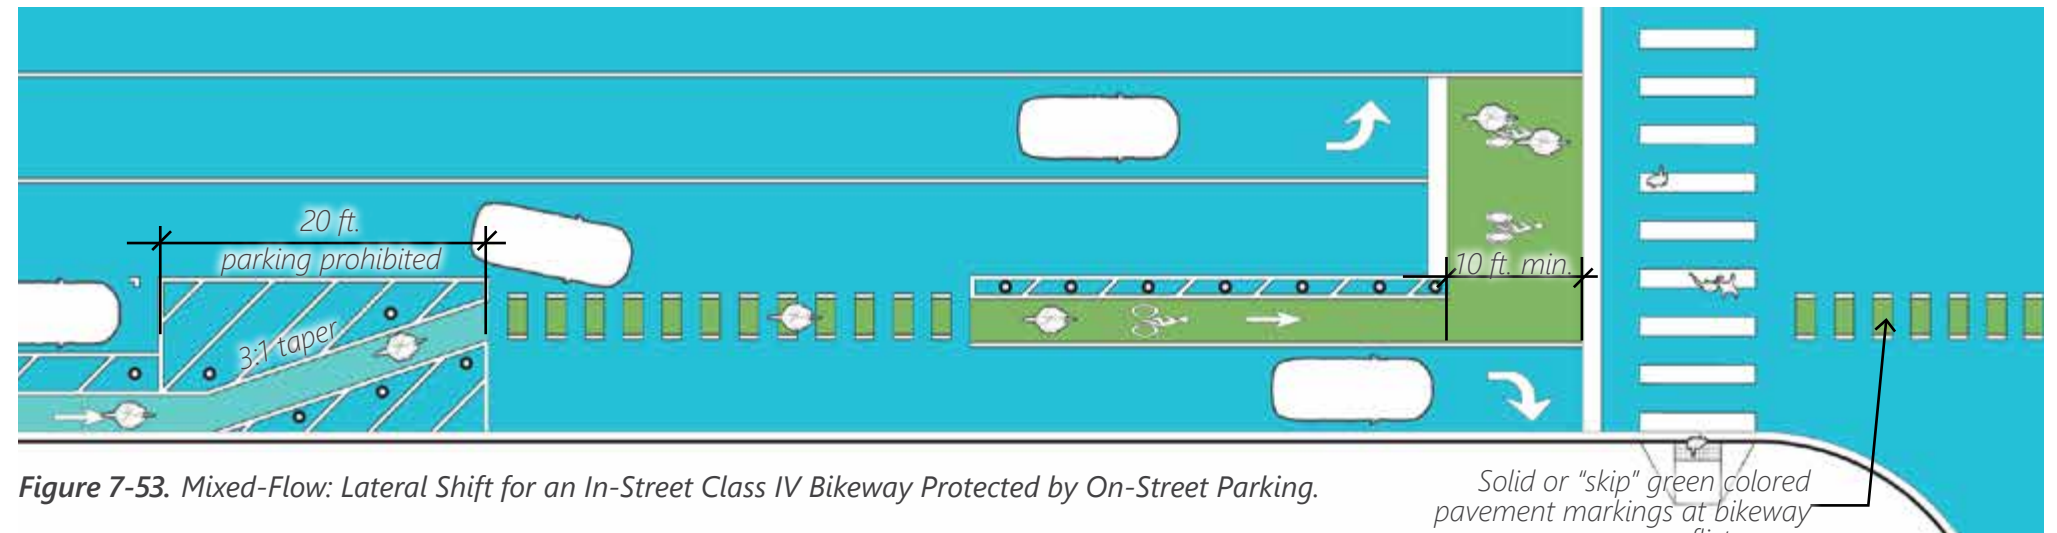 20 ft.
parking prohibited
3:1 taper
10 ft. min.
Figure 7-53. Mixed-Flow: Lateral Shift for an In-Street Class IV Bikeway Protected by On-Street Parking.
Solid or "skip" green colored
pavement markings at bikeway